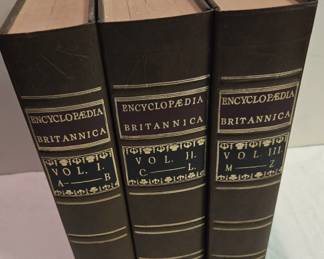 ENCYCLOPÆDIA
BRITANNICA
VOL. I.
A—B
ENCYCLOPÆDIA
BRITANNICA
VOL. II.
C—L.
ENCYCLOPÆDIA
BRITANNICA
VOL. III.
M—Z